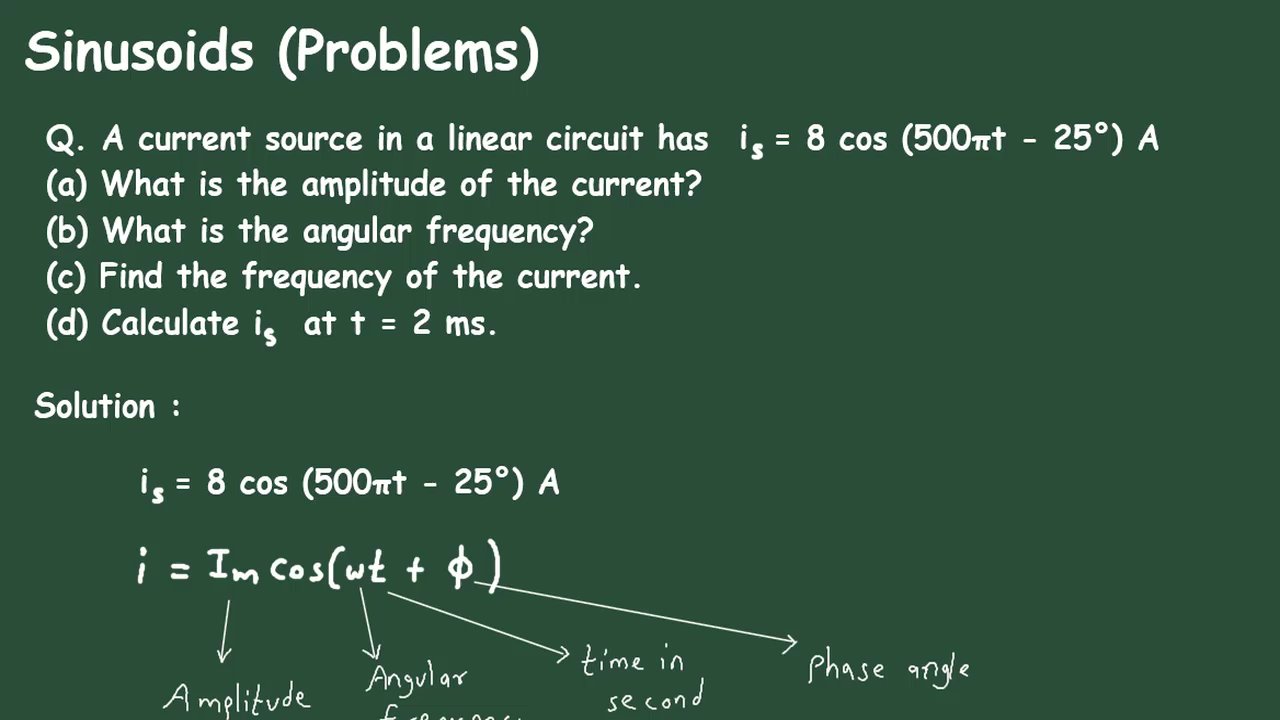 Sinusoids (Problems)
Q. A current source in a linear circuit has iₛ = 8 cos (500πt - 25°) A
(a) What is the amplitude of the current?
(b) What is the angular frequency?
(c) Find the frequency of the current.
(d) Calculate iₛ at t = 2 ms.
Solution :
iₛ = 8 cos (500πt - 25°) A
i = Im cos(ωt + ϕ)
time in
phase angle
Angular
Amplitude
second